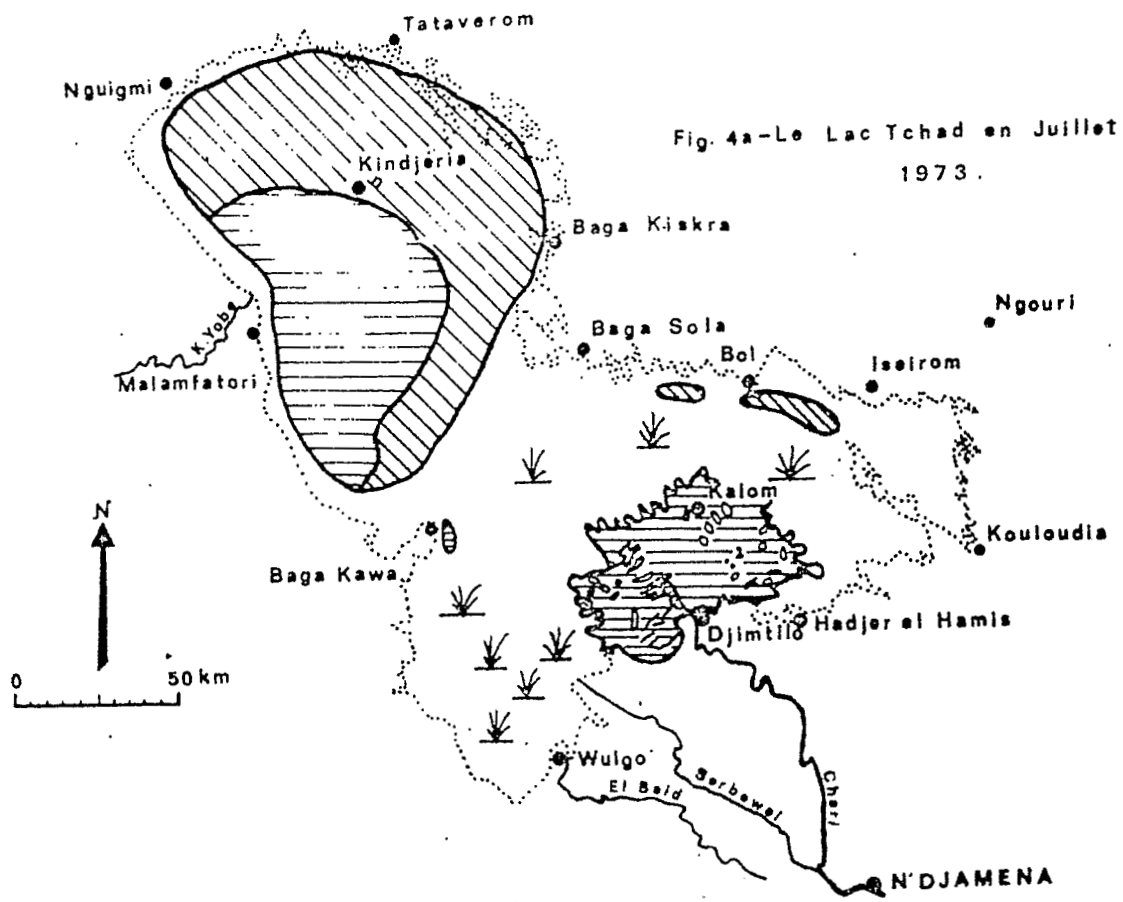 Tataverom
Nguigmi
Fig. 4a-Le Lac Tchad en Juillet
1973.
Kindjeria
Baga Kiskra
Ngouri
K.Yobe
Baga Sola
Bol
Iseirom
Malamfatori
Kalom
N
Kouloudia
Baga Kawa
Djimtilo
Hadjer el Hamis
0 50 km
Wulgo
El Beid
Serbewel
Chari
N'DJAMENA